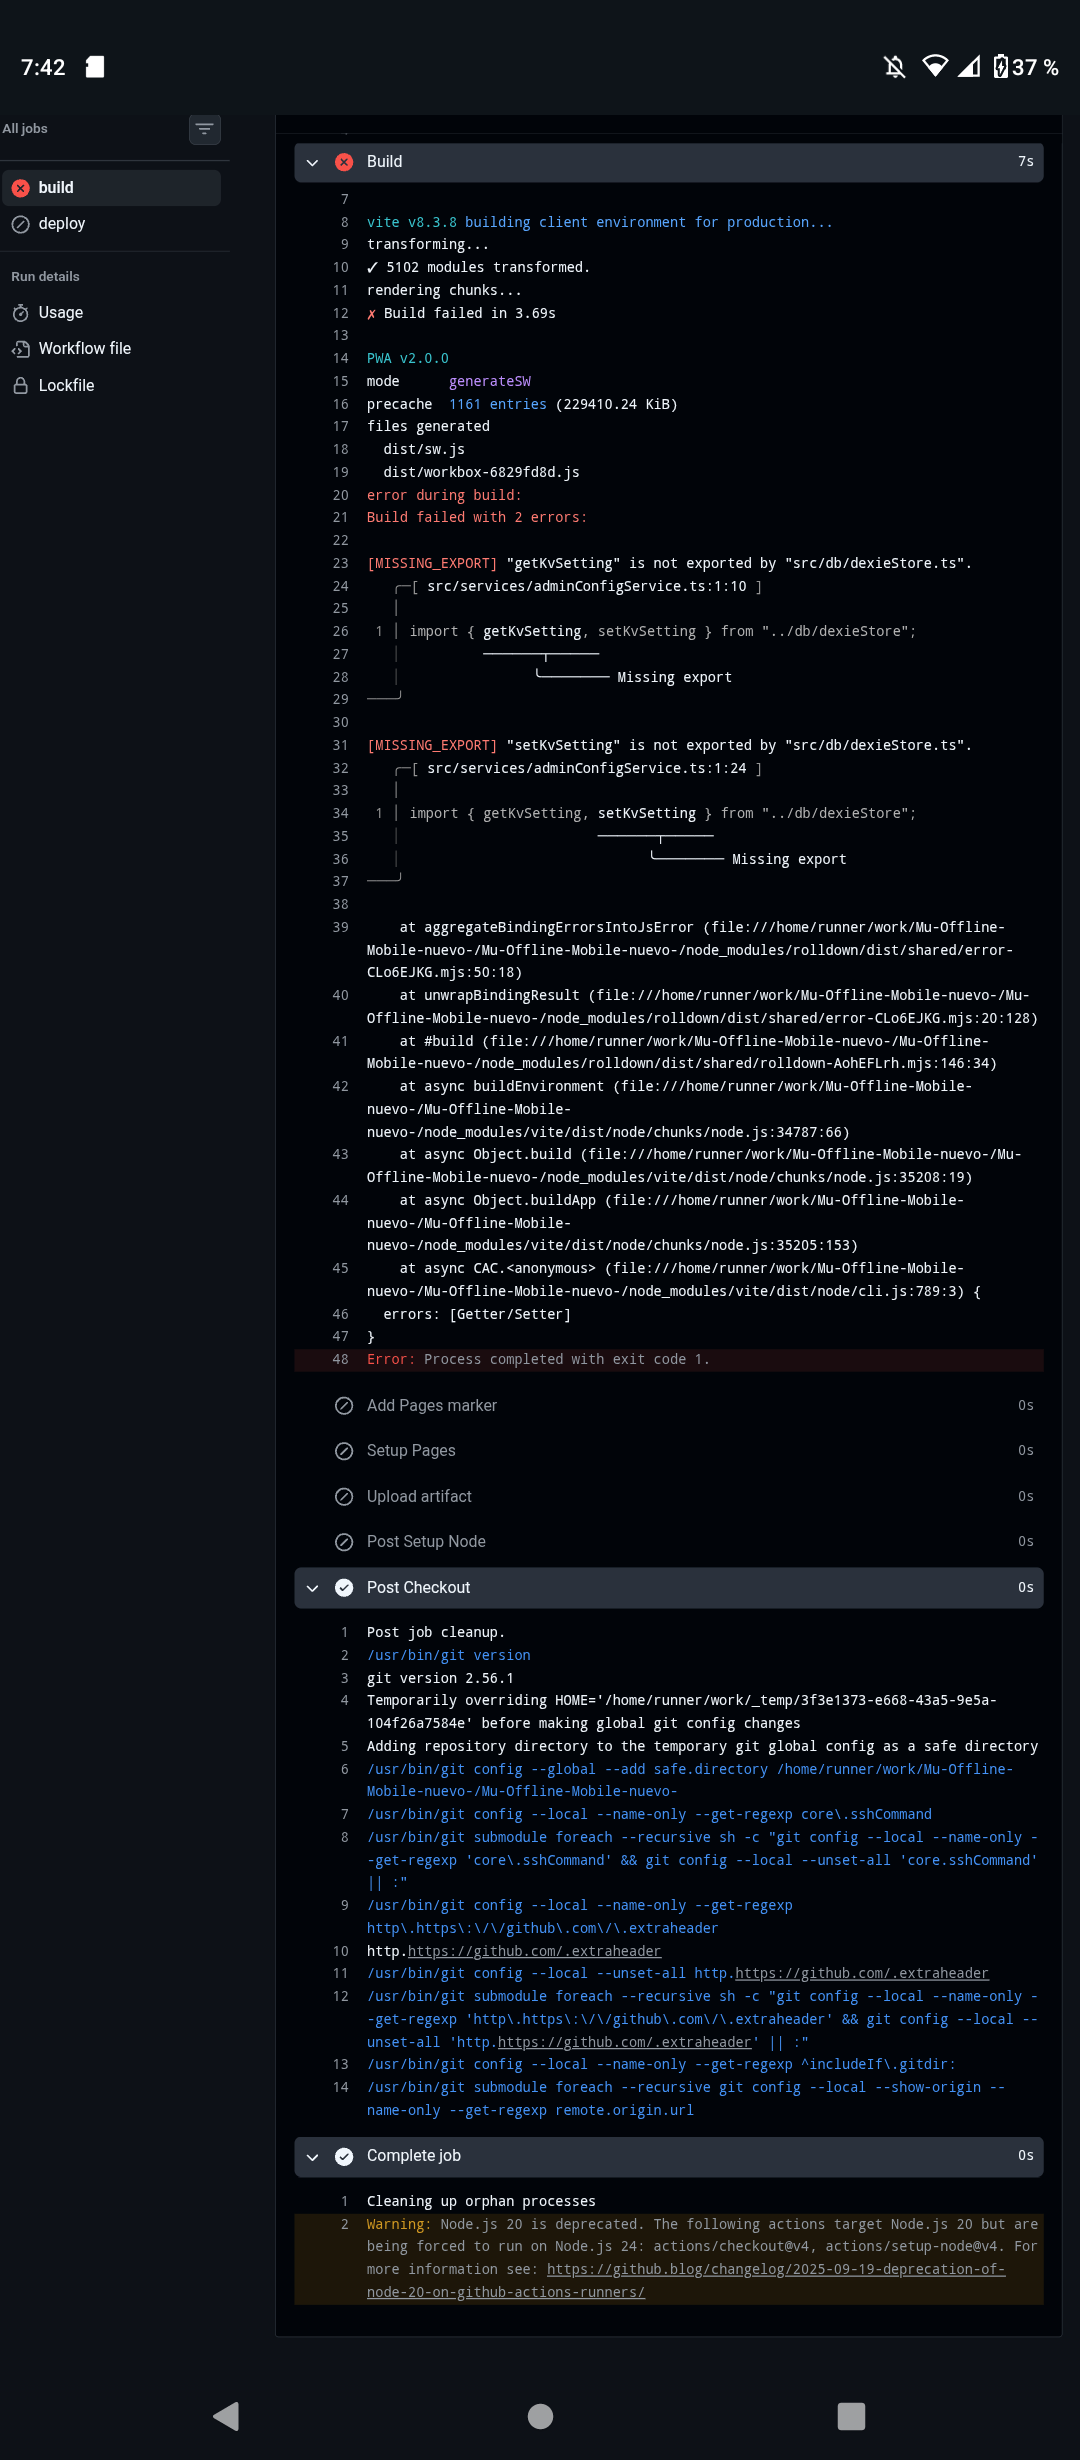 7:42
37 %
All jobs
build
deploy
Run details
Usage
Workflow file
Lockfile
Build 7s
7
8 vite v8.3.8 building client environment for production...
9 transforming...
10 ✓ 5102 modules transformed.
11 rendering chunks...
12 ✗ Build failed in 3.69s
13
14 PWA v2.0.0
15 mode      generateSW
16 precache  1161 entries (229410.24 KiB)
17 files generated
18   dist/sw.js
19   dist/workbox-6829fd8d.js
20 error during build:
21 Build failed with 2 errors:
22
23 [MISSING_EXPORT] "getKvSetting" is not exported by "src/db/dexieStore.ts".
24    ╭─[ src/services/adminConfigService.ts:1:10 ]
25    │
26  1 │ import { getKvSetting, setKvSetting } from "../db/dexieStore";
27    │          ──────┬─────
28    │                ╰─────── Missing export
29 ───╯
30
31 [MISSING_EXPORT] "setKvSetting" is not exported by "src/db/dexieStore.ts".
32    ╭─[ src/services/adminConfigService.ts:1:24 ]
33    │
34  1 │ import { getKvSetting, setKvSetting } from "../db/dexieStore";
35    │                        ──────┬─────
36    │                              ╰─────── Missing export
37 ───╯
38
39     at aggregateBindingErrorsIntoJsError (file:///home/runner/work/Mu-Offline-
Mobile-nuevo-/Mu-Offline-Mobile-nuevo-/node_modules/rolldown/dist/shared/error-
CLo6EJKG.mjs:50:18)
40     at unwrapBindingResult (file:///home/runner/work/Mu-Offline-Mobile-nuevo-/Mu-
Offline-Mobile-nuevo-/node_modules/rolldown/dist/shared/error-CLo6EJKG.mjs:20:128)
41     at #build (file:///home/runner/work/Mu-Offline-Mobile-nuevo-/Mu-Offline-
Mobile-nuevo-/node_modules/rolldown/dist/shared/rolldown-AohEFLrh.mjs:146:34)
42     at async buildEnvironment (file:///home/runner/work/Mu-Offline-Mobile-
nuevo-/Mu-Offline-Mobile-
nuevo-/node_modules/vite/dist/node/chunks/node.js:34787:66)
43     at async Object.build (file:///home/runner/work/Mu-Offline-Mobile-nuevo-/Mu-
Offline-Mobile-nuevo-/node_modules/vite/dist/node/chunks/node.js:35208:19)
44     at async Object.buildApp (file:///home/runner/work/Mu-Offline-Mobile-
nuevo-/Mu-Offline-Mobile-
nuevo-/node_modules/vite/dist/node/chunks/node.js:35205:153)
45     at async CAC.<anonymous> (file:///home/runner/work/Mu-Offline-Mobile-
nuevo-/Mu-Offline-Mobile-nuevo-/node_modules/vite/dist/node/cli.js:789:3) {
46   errors: [Getter/Setter]
47 }
48 Error: Process completed with exit code 1.
Add Pages marker 0s
Setup Pages 0s
Upload artifact 0s
Post Setup Node 0s
Post Checkout 0s
1 Post job cleanup.
2 /usr/bin/git version
3 git version 2.56.1
4 Temporarily overriding HOME='/home/runner/work/_temp/3f3e1373-e668-43a5-9e5a-
104f26a7584e' before making global git config changes
5 Adding repository directory to the temporary git global config as a safe directory
6 /usr/bin/git config --global --add safe.directory /home/runner/work/Mu-Offline-
Mobile-nuevo-/Mu-Offline-Mobile-nuevo-
7 /usr/bin/git config --local --name-only --get-regexp core\.sshCommand
8 /usr/bin/git submodule foreach --recursive sh -c "git config --local --name-only -
-get-regexp 'core\.sshCommand' && git config --local --unset-all 'core.sshCommand'
|| :"
9 /usr/bin/git config --local --name-only --get-regexp
http\.https\:\/\/github\.com\/\.extraheader
10 http.https://github.com/.extraheader
11 /usr/bin/git config --local --unset-all http.https://github.com/.extraheader
12 /usr/bin/git submodule foreach --recursive sh -c "git config --local --name-only -
-get-regexp 'http\.https\:\/\/github\.com\/\.extraheader' && git config --local --
unset-all 'http.https://github.com/.extraheader' || :"
13 /usr/bin/git config --local --name-only --get-regexp ^includeIf\.gitdir:
14 /usr/bin/git submodule foreach --recursive git config --local --show-origin --
name-only --get-regexp remote.origin.url
Complete job 0s
1 Cleaning up orphan processes
2 Warning: Node.js 20 is deprecated. The following actions target Node.js 20 but are
being forced to run on Node.js 24: actions/checkout@v4, actions/setup-node@v4. For
more information see: https://github.blog/changelog/2025-09-19-deprecation-of-
node-20-on-github-actions-runners/